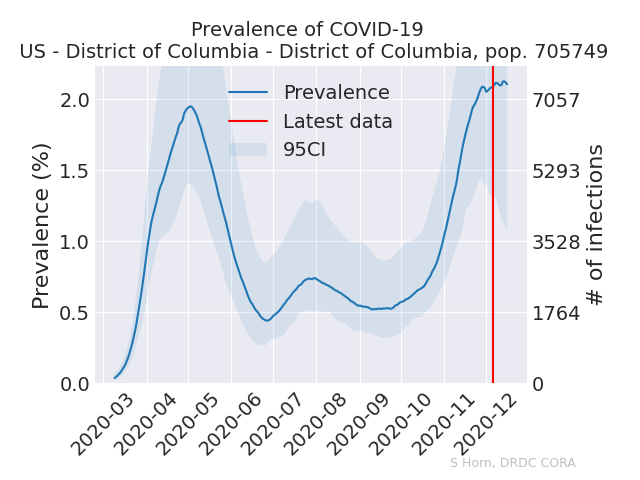 Prevalence of COVID-19
US - District of Columbia - District of Columbia, pop. 705749
Prevalence (%)
2.0
1.5
1.0
0.5
0.0
Prevalence
Latest data
95CI
7057
5293
3528
1764
0
# of infections
2020-03
2020-04
2020-05
2020-06
2020-07
2020-08
2020-09
2020-10
2020-11
2020-12
S Horn, DRDC CORA